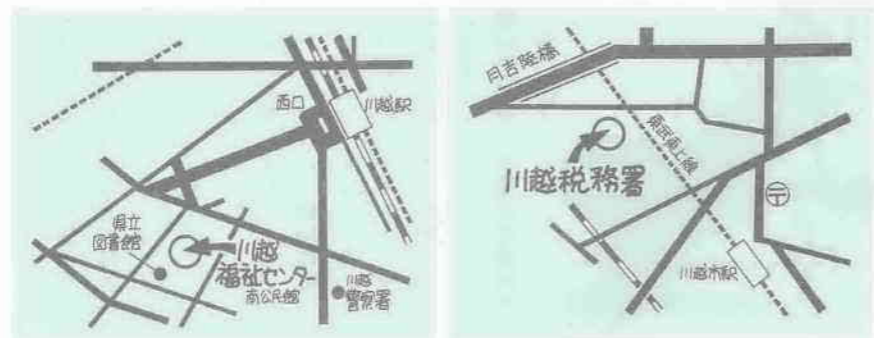 西口
川越駅
県立
図書館
川越
福祉センター
南公民館
川越
警察署
月吉陸橋
東武東上線
川越税務署
〒
川越市駅